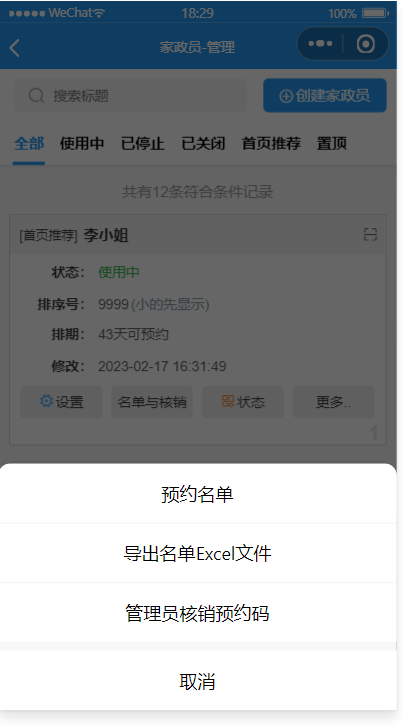 WeChat 18:29 100%
家政员-管理
搜索标题 创建家政员
全部 使用中 已停止 已关闭 首页推荐 置顶
共有12条符合条件记录
[首页推荐] 李小姐
状态: 使用中
排序号: 9999 (小的先显示)
排期: 43天可预约
修改: 2023-02-17 16:31:49
设置 名单与核销 状态 更多..
1
预约名单
导出名单Excel文件
管理员核销预约码
取消